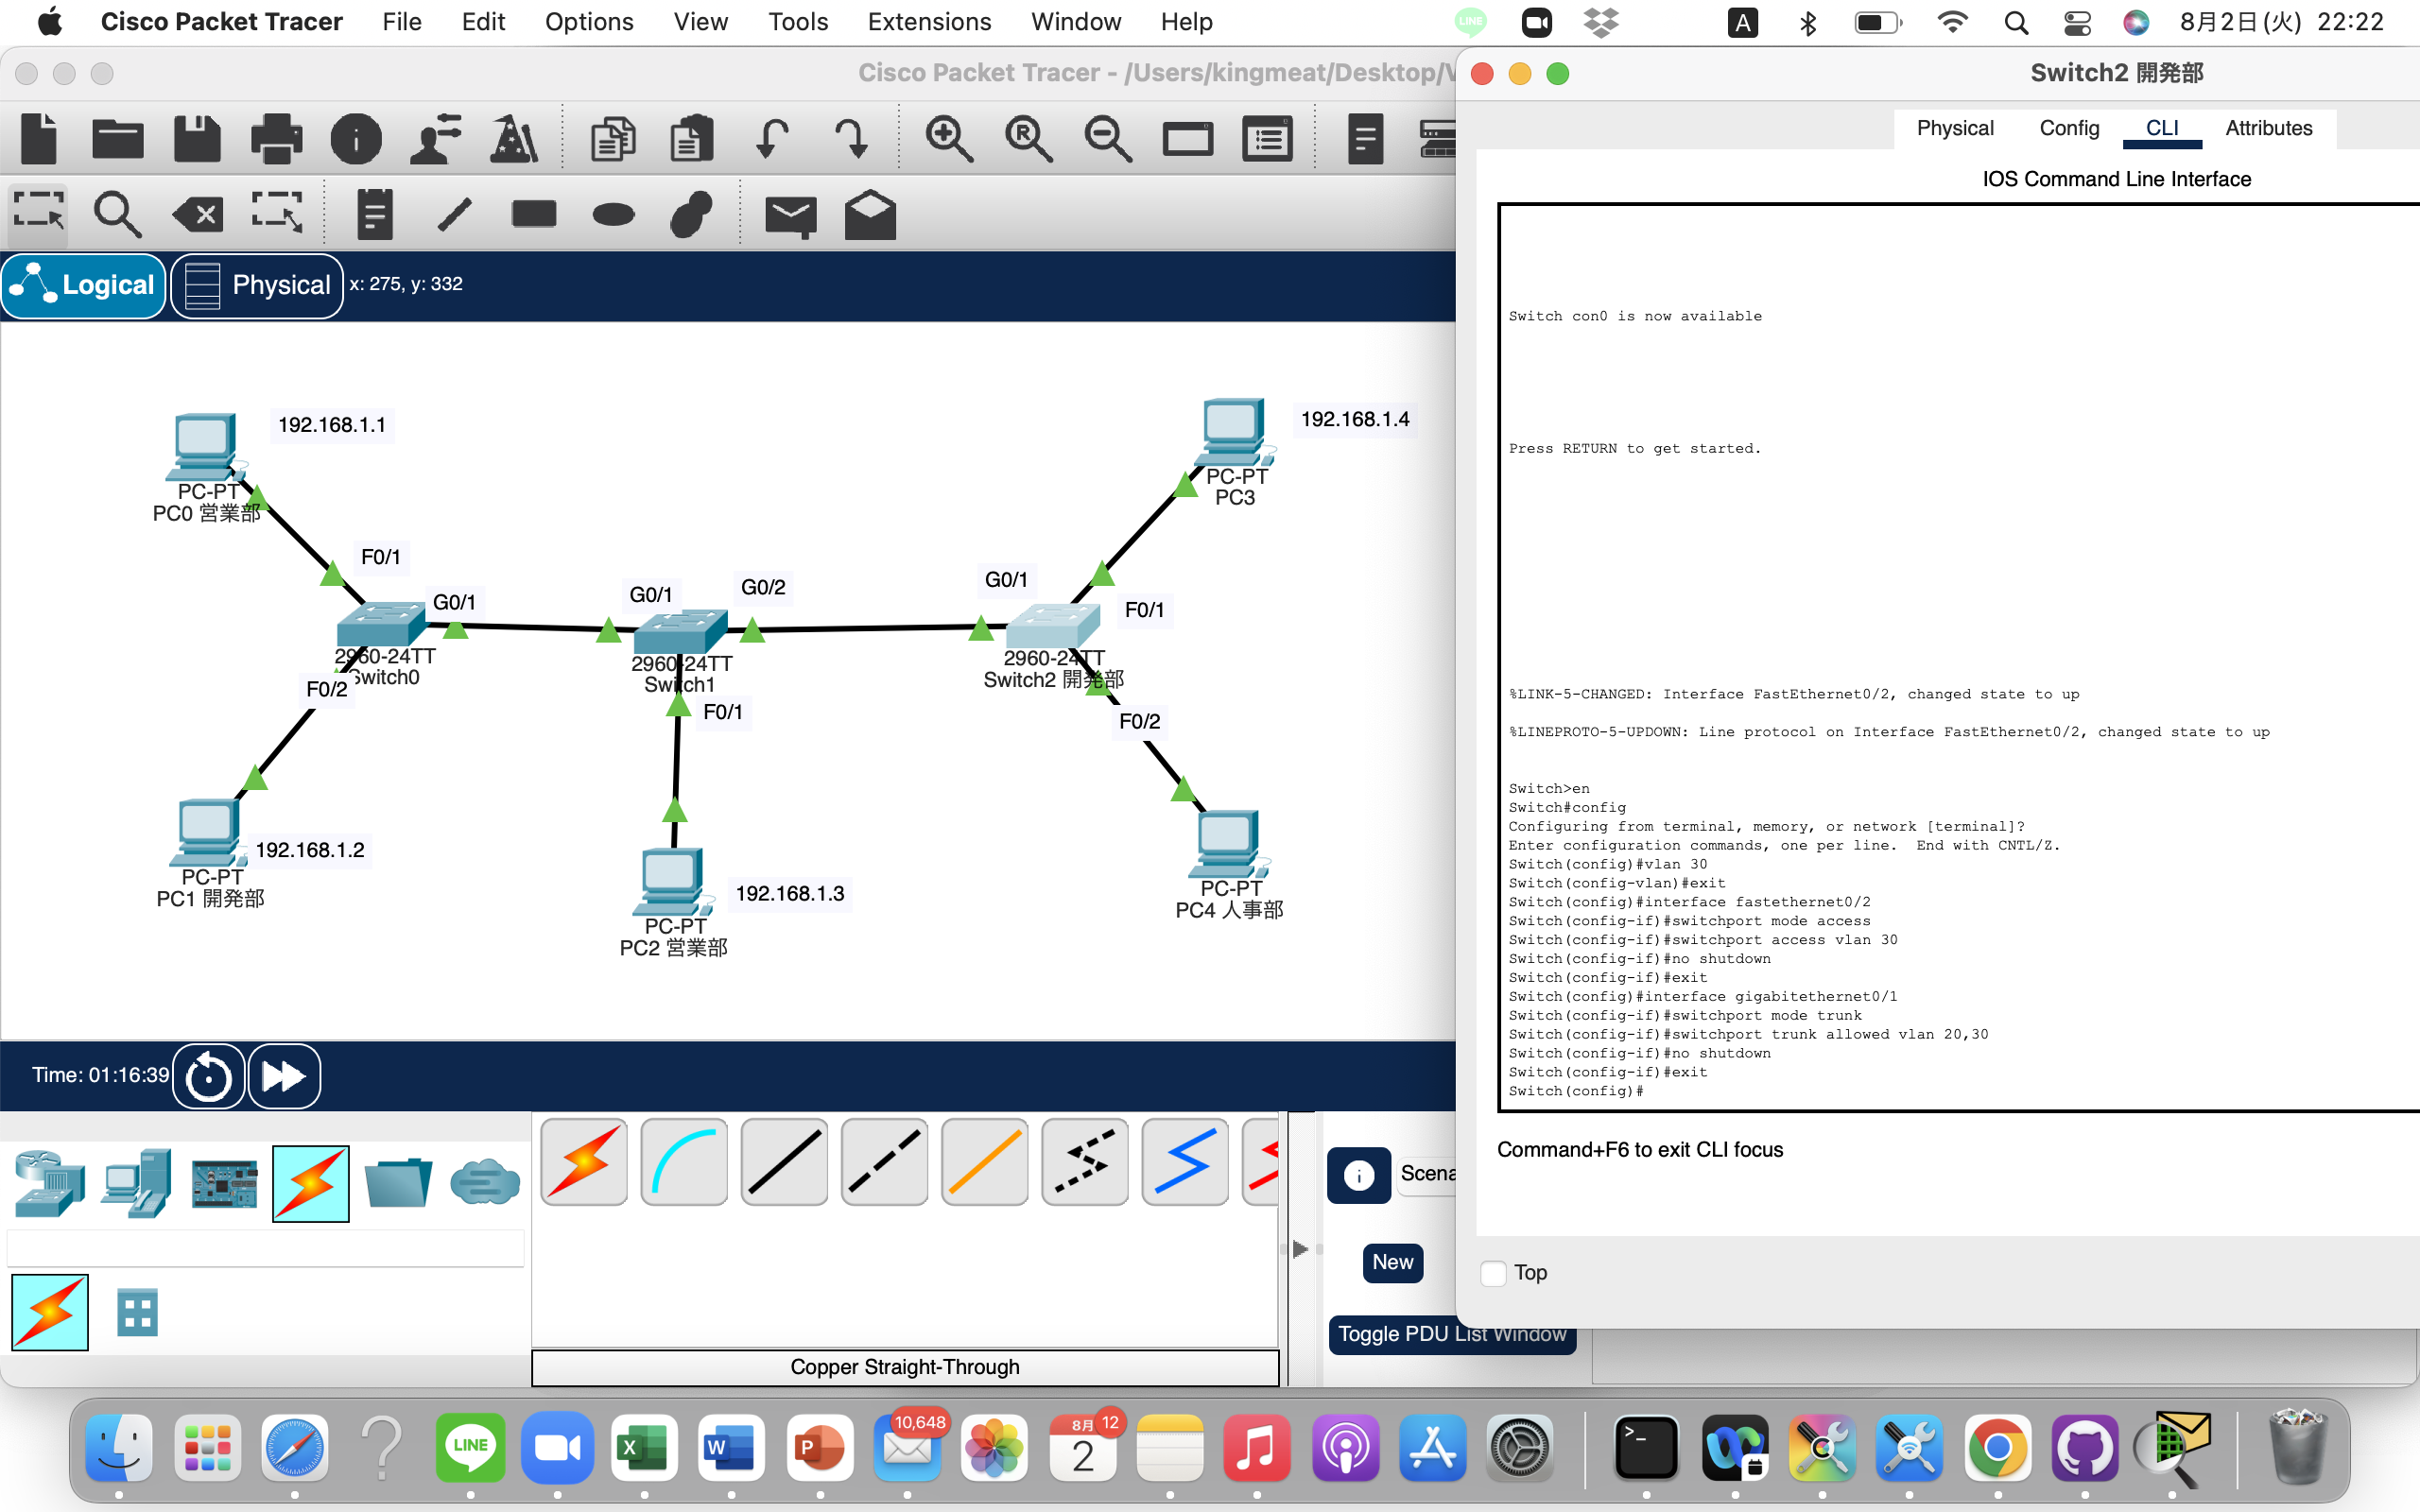 Cisco Packet Tracer File Edit Options View Tools Extensions Window Help
LINE
A
8月2日(火) 22:22
Cisco Packet Tracer - /Users/kingmeat/Desktop/
Switch2 開発部
Physical Config CLI Attributes
IOS Command Line Interface
Logical
Physical
x: 275, y: 332
192.168.1.1
PC-PT
PC0 営業部
F0/1
G0/1
2960-24TT
Switch0
F0/2
192.168.1.2
PC-PT
PC1 開発部
G0/1
G0/2
2960-24TT
Switch1
F0/1
192.168.1.3
PC-PT
PC2 営業部
192.168.1.4
PC-PT
PC3
G0/1
F0/1
2960-24TT
Switch2 開発部
F0/2
PC-PT
PC4 人事部
Switch con0 is now available
Press RETURN to get started.
%LINK-5-CHANGED: Interface FastEthernet0/2, changed state to up
%LINEPROTO-5-UPDOWN: Line protocol on Interface FastEthernet0/2, changed state to up
Switch>en
Switch#config
Configuring from terminal, memory, or network [terminal]?
Enter configuration commands, one per line.  End with CNTL/Z.
Switch(config)#vlan 30
Switch(config-vlan)#exit
Switch(config)#interface fastethernet0/2
Switch(config-if)#switchport mode access
Switch(config-if)#switchport access vlan 30
Switch(config-if)#no shutdown
Switch(config-if)#exit
Switch(config)#interface gigabitethernet0/1
Switch(config-if)#switchport mode trunk
Switch(config-if)#switchport trunk allowed vlan 20,30
Switch(config-if)#no shutdown
Switch(config-if)#exit
Switch(config)#
Command+F6 to exit CLI focus
Top
Time: 01:16:39
Scena
New
Toggle PDU List Window
Copper Straight-Through
LINE
X
W
P
10,648
8月
12
2
>_